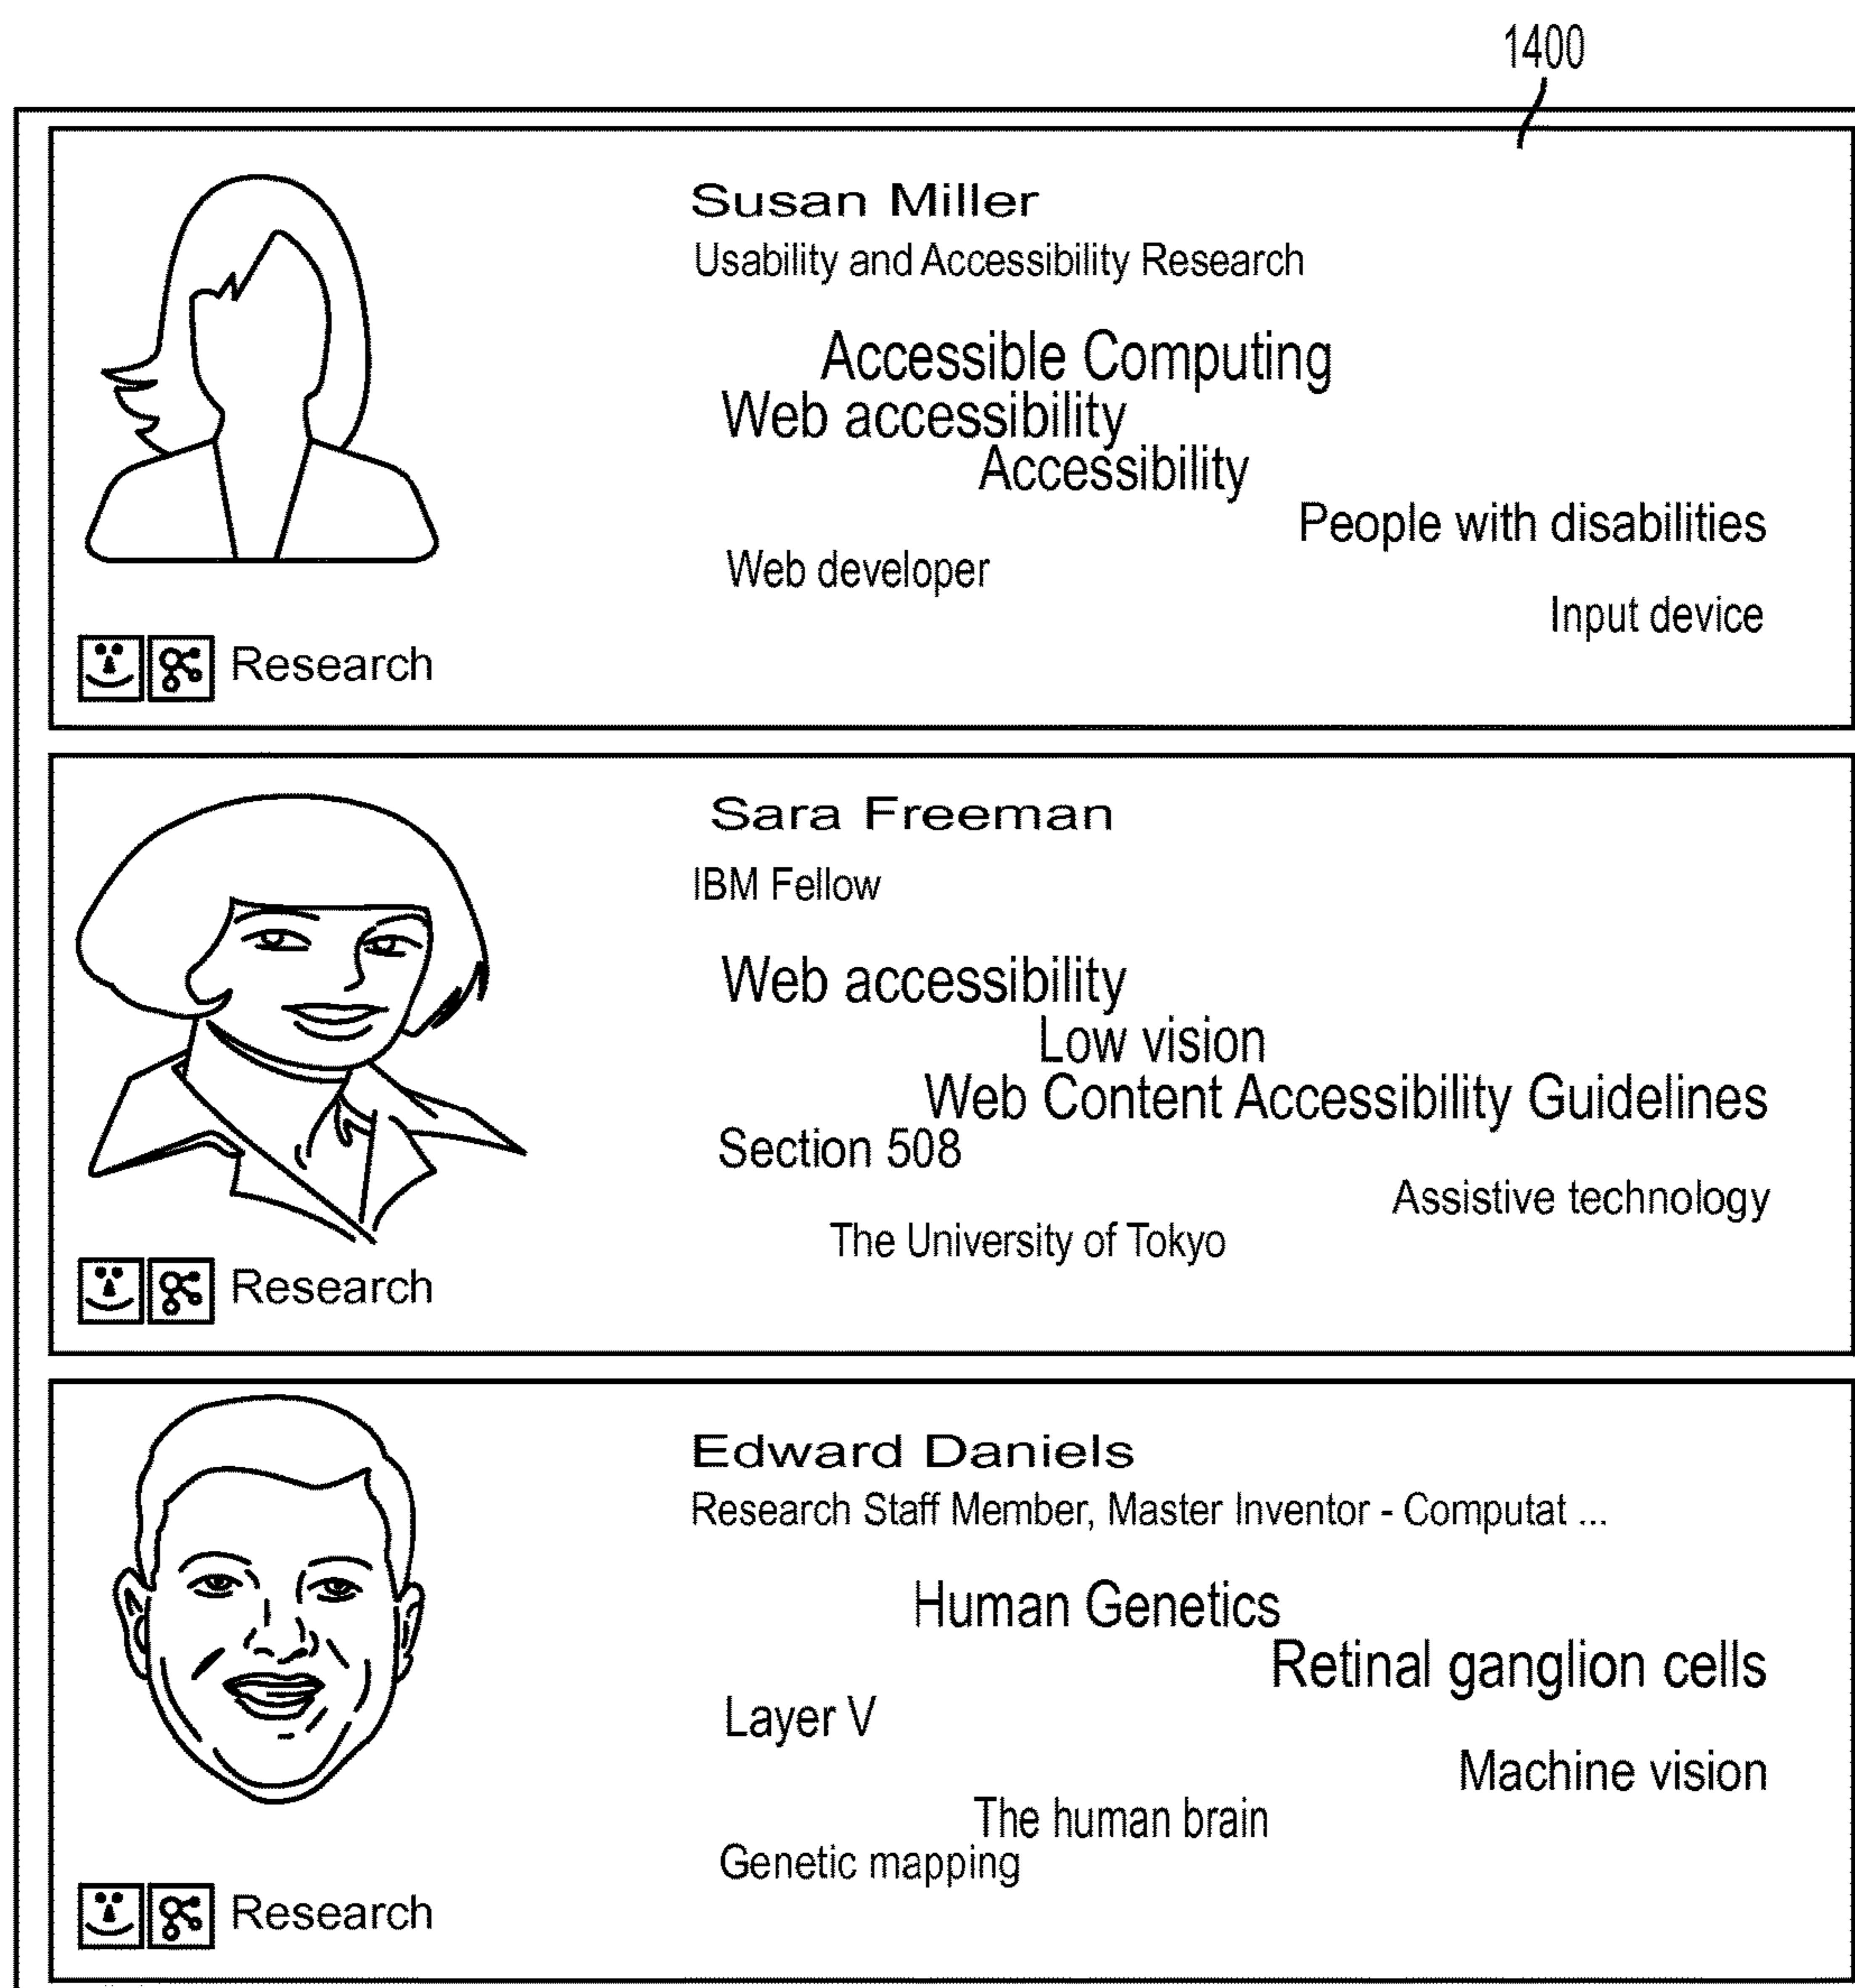 1400
Susan Miller
Usability and Accessibility Research
Accessible Computing
Web accessibility
Accessibility
People with disabilities
Web developer
Input device
Research
Sara Freeman
IBM Fellow
Web accessibility
Low vision
Web Content Accessibility Guidelines
Section 508
Assistive technology
The University of Tokyo
Research
Edward Daniels
Research Staff Member, Master Inventor - Computat ...
Human Genetics
Retinal ganglion cells
Layer V
Machine vision
The human brain
Genetic mapping
Research